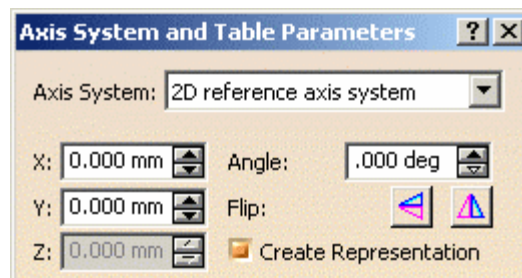 Axis System and Table Parameters ? X
Axis System: 2D reference axis system
X: 0.000 mm Angle: .000 deg
Y: 0.000 mm Flip:
Z: 0.000 mm Create Representation